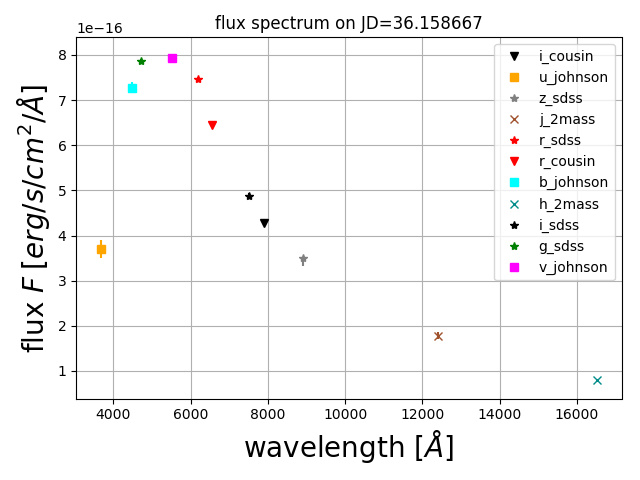 flux spectrum on JD=36.158667
1e−16
8
7
6
5
4
3
2
1
flux F [erg/s/cm²/Å]
i_cousin
u_johnson
z_sdss
j_2mass
r_sdss
r_cousin
b_johnson
h_2mass
i_sdss
g_sdss
v_johnson
4000 6000 8000 10000 12000 14000 16000
wavelength [Å]